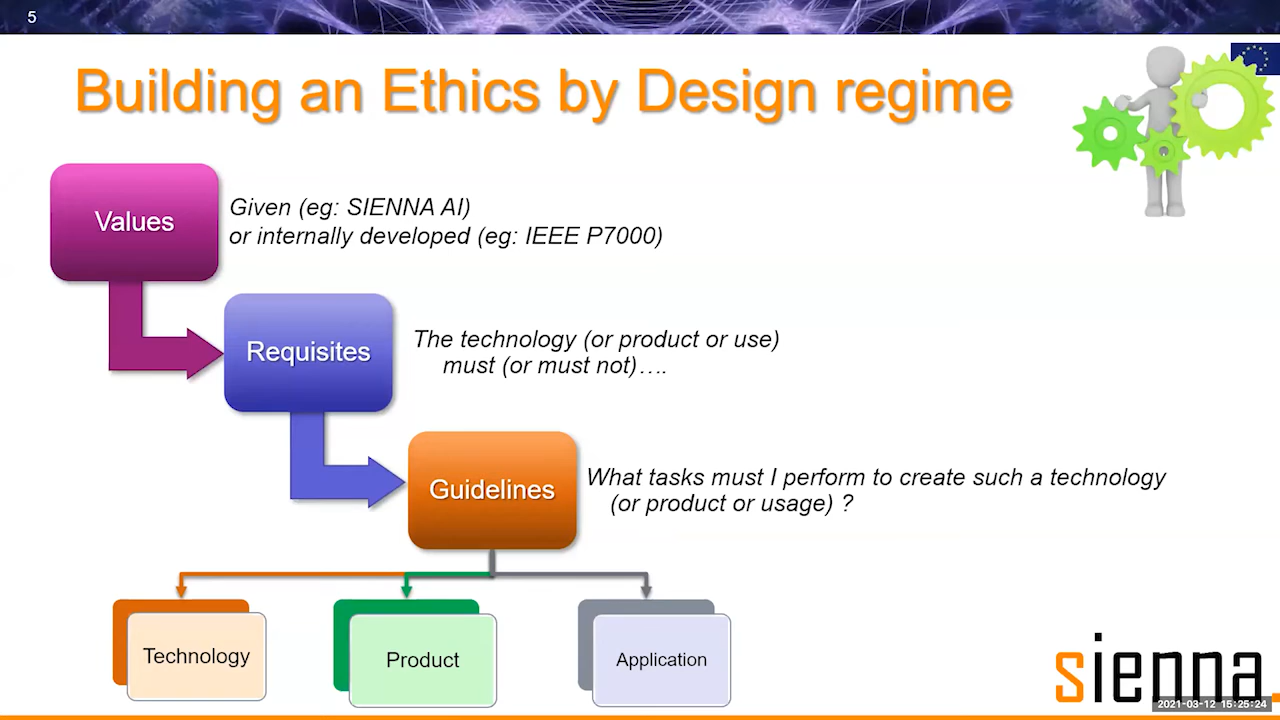 5
Building an Ethics by Design regime
Values
Given (eg: SIENNA AI)
or internally developed (eg: IEEE P7000)
Requisites
The technology (or product or use)
must (or must not)….
Guidelines
What tasks must I perform to create such a technology
(or product or usage) ?
Technology
Product
Application
sienna.
2021-03-12 15:25:24